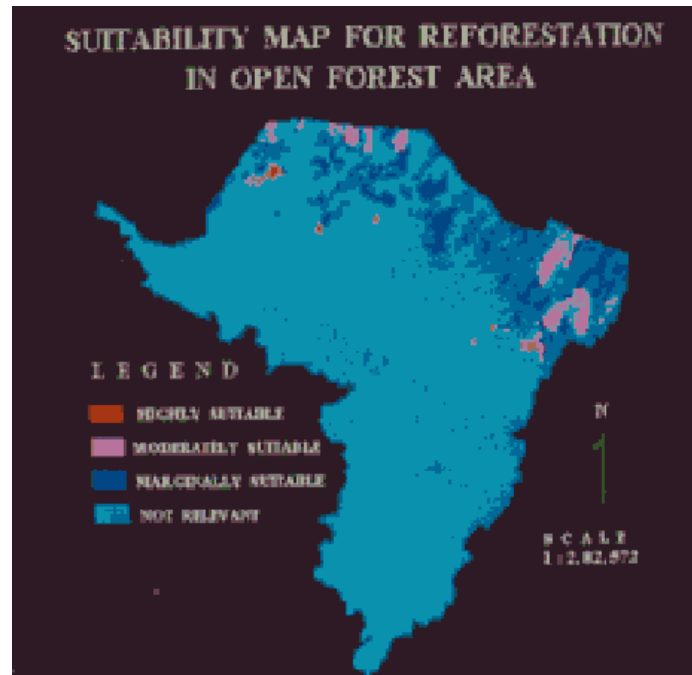 SUITABILITY MAP FOR REFORESTATION
IN OPEN FOREST AREA
LEGEND
HIGHLY SUITABLE
MODERATELY SUITABLE
MARGINALLY SUITABLE
NOT RELEVANT
N
SCALE
1:2,82,572